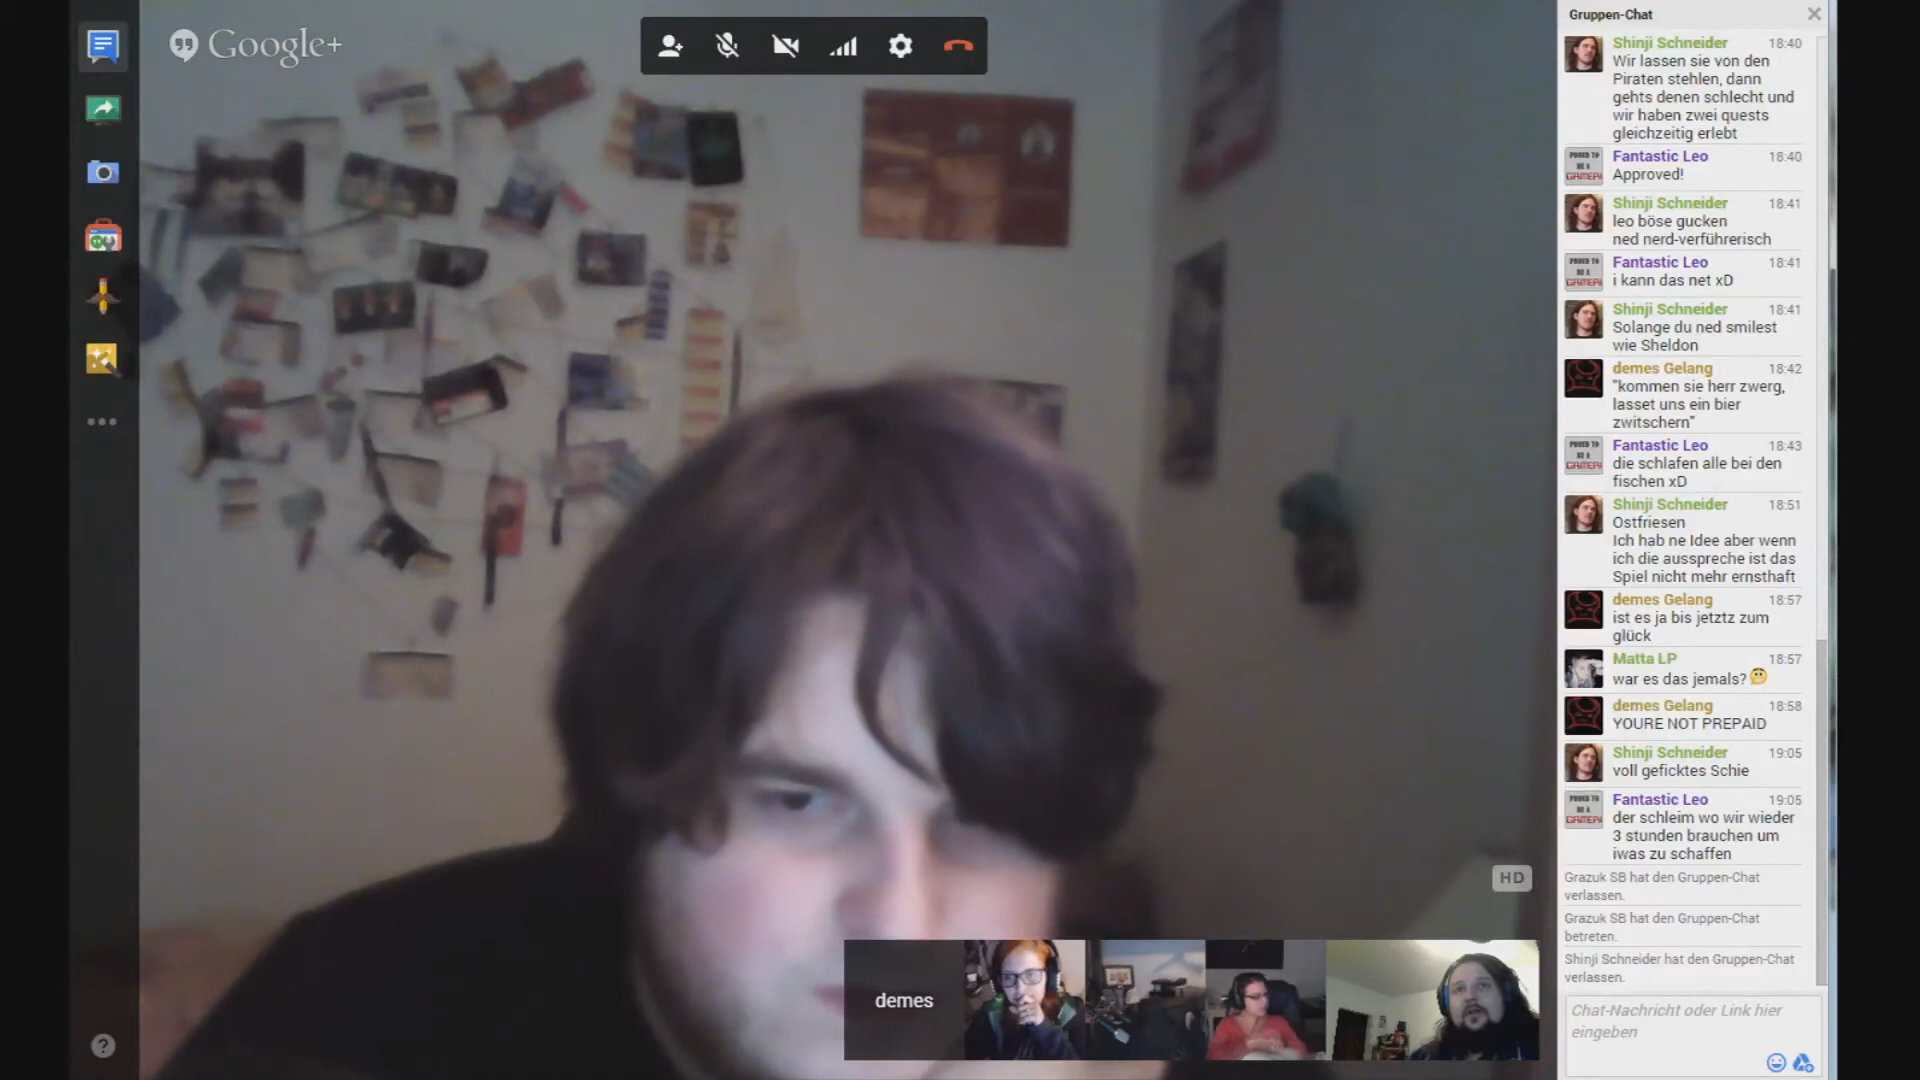 Google+
Gruppen-Chat
Shinji Schneider 18:40
Wir lassen sie von den
Piraten stehlen, dann
gehts denen schlecht und
wir haben zwei quests
gleichzeitig erlebt
Fantastic Leo 18:40
Approved!
Shinji Schneider 18:41
leo böse gucken
ned nerd-verführerisch
Fantastic Leo 18:41
i kann das net xD
Shinji Schneider 18:41
Solange du ned smilest
wie Sheldon
demes Gelang 18:42
"kommen sie herr zwerg,
lasset uns ein bier
zwitschern"
Fantastic Leo 18:43
die schlafen alle bei den
fischen xD
Shinji Schneider 18:51
Ostfriesen
Ich hab ne Idee aber wenn
ich die ausspreche ist das
Spiel nicht mehr ernsthaft
demes Gelang 18:57
ist es ja bis jetztz zum
glück
Matta LP 18:57
war es das jemals?
demes Gelang 18:58
YOURE NOT PREPAID
Shinji Schneider 19:05
voll geficktes Schie
Fantastic Leo 19:05
der schleim wo wir wieder
3 stunden brauchen um
iwas zu schaffen
Grazuk SB hat den Gruppen-Chat
verlassen.
Grazuk SB hat den Gruppen-Chat
betreten.
Shinji Schneider hat den Gruppen-Chat
verlassen.
Chat-Nachricht oder Link hier
eingeben
HD
demes